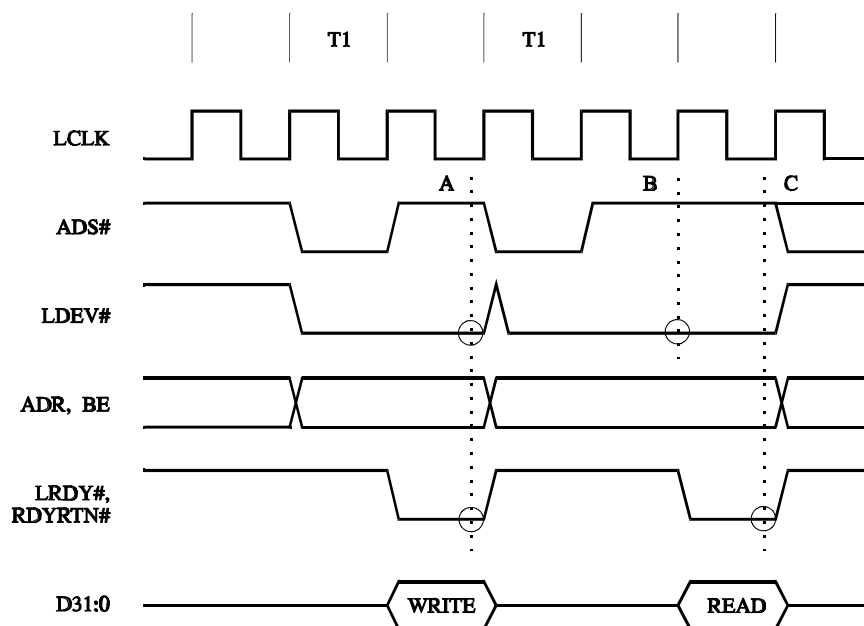 T1 T1
LCLK
A B C
ADS#
LDEV#
ADR, BE
LRDY#,
RDYRTN#
D31:0 WRITE READ